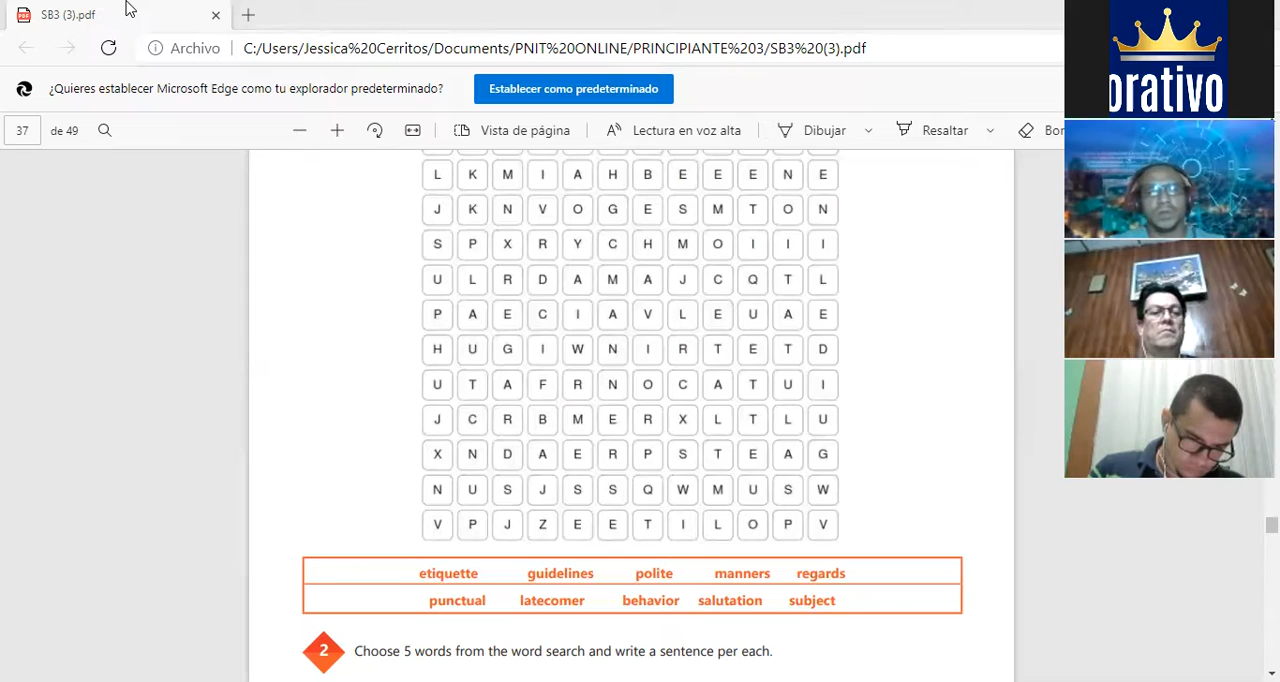 SB3 (3).pdf
Archivo C:/Users/Jessica%20Cerritos/Documents/PNIT%20ONLINE/PRINCIPIANTE%203/SB3%20(3).pdf
¿Quieres establecer Microsoft Edge como tu explorador predeterminado? Establecer como predeterminado
37 de 49 Vista de página Lectura en voz alta Dibujar Resaltar Bor
orativo
L K M I A H B E E E N E
J K N V O G E S M T O N
S P X R Y C H M O I I I
U L R D A M A J C Q T L
P A E C I A V L E U A E
H U G I W N I R T E T D
U T A F R N O C A T U I
J C R B M E R X L T L U
X N D A E R P S T E A G
N U S J S S Q W M U S W
V P J Z E E T I L O P V
etiquette guidelines polite manners regards
punctual latecomer behavior salutation subject
2 Choose 5 words from the word search and write a sentence per each.